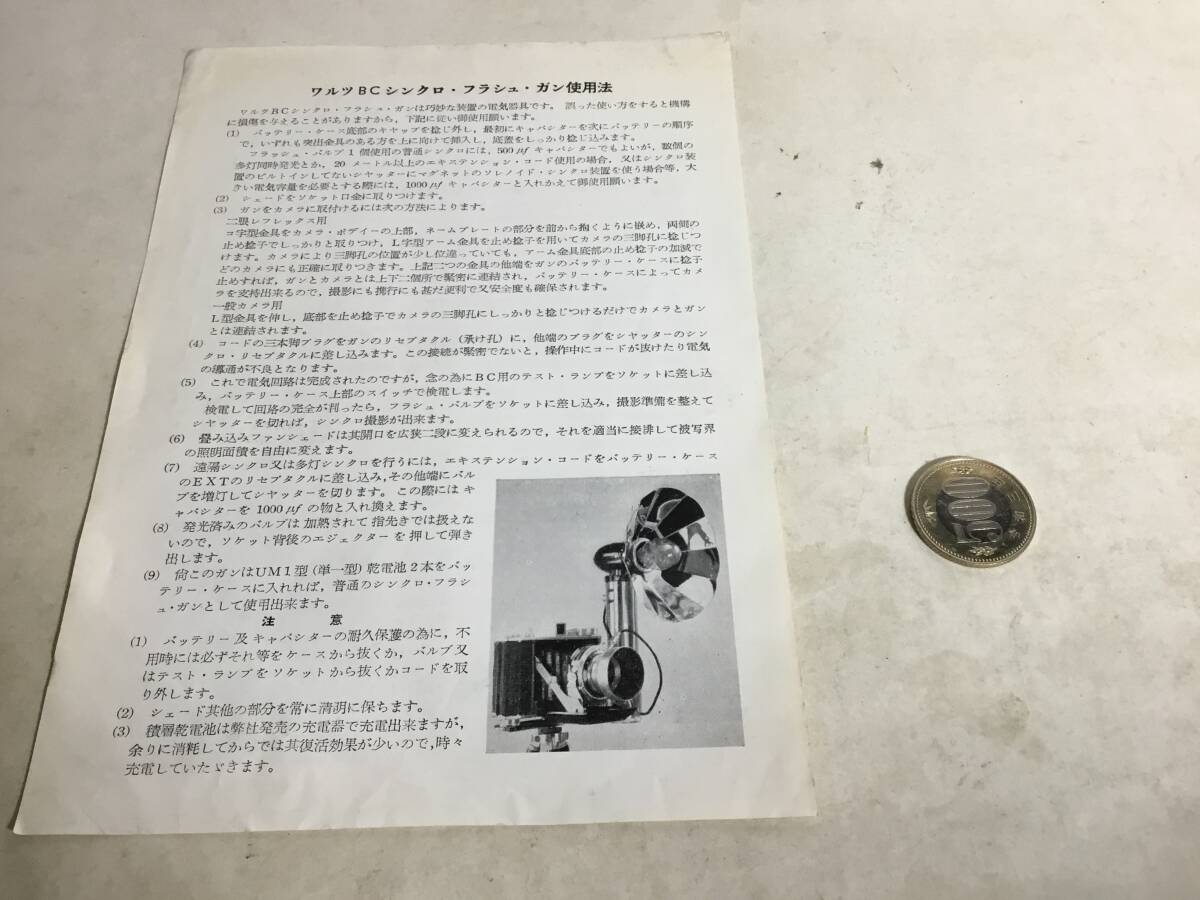 ワルツBCシンクロ・フラシュ・ガン使用法
ワルツBCシンクロ・フラシュ・ガンは巧妙な装置の電気器具です。 誤った使い方をすると機構
に損傷を与えることがありますから、下記に従い御使用願います。
(1) バッテリー・ケース底部のキヤップを捻じ外し、最初にキャパシターを次にバッテリーの順序
で、いずれも突出金具のある方を上に向けて挿入し、底蓋をしっかり捻じ込みます。
フラッシュ・バルブ1個使用の普通シンクロには、500μf キャパシターでもよいが、数個の
多灯同時発光とか、20メートル以上のエキステンション・コード使用の場合、又はシンクロ装
置のビルトインしてないシャッターにマグネットのソレノイド・シンクロ装置を使う場合等、大
きい電気容量を必要とする際には、1000μf キャパシターと入れかえて御使用願います。
(2) シェードをソケット口金に取りつけます。
(3) ガンをカメラに取付けるには次の方法によります。
二眼レフレックス用
コ字型金具をカメラ・ボデイーの上部、ネームプレートの部分を前から抱くように嵌め、両側の
止め捻子でしっかりと取りつけ、L字型アーム金具を止め捻子を用いてカメラの三脚孔に捻じつ
けます。カメラにより三脚孔の位置が少し位違っていても、アーム金具底部の止め捻子の加減で
どのカメラにも正確に取りつきます。上記二つの金具の他端をガンのバッテリー・ケースに捻子
止めすれば、ガンとカメラとは上下二個所で緊密に連結され、バッテリー・ケースによってカメ
ラを支持出来るので、撮影にも携行にも甚だ便利で又安全度も確保されます。
一般カメラ用
L型金具を伸し、底部を止め捻子でカメラの三脚孔にしっかりと捻じつけるだけでカメラとガン
とは連結されます。
(4) コードの三本脚プラグをガンのリセプタクル(承け孔)に、他端のプラグをシヤッターのシン
クロ・リセプタクルに差し込みます。この接続が緊密でないと、操作中にコードが抜けたり電気
の導通が不良となります。
(5) これで電気回路は完成されたのですが、念の為にBC用のテスト・ランプをソケットに差し込
み、バッテリー・ケース上部のスイッチで検電します。
検電して回路の完全が判ったら、フラシュ・バルブをソケットに差し込み、撮影準備を整えて
シヤッターを切れば、シンクロ撮影が出来ます。
(6) 畳み込みファンシェードは其開口を広狭二段に変えられるので、それを適当に按排して被写界
の照明面積を自由に変えます。
(7) 遠隔シンクロ又は多灯シンクロを行うには、エキステンション・コードをバッテリー・ケース
のEXTのリセプタクルに差し込み、その他端にバル
ブを増灯してシヤッターを切ります。この際にはキ
ャパシターを 1000μf の物と入れ換えます。
(8) 発光済みのバルブは加熱されて指先きでは扱えな
いので、ソケット背後のエジェクターを押して弾き
出します。
(9) 尙このガンはUM1型(単一型)乾電池2本をバッ
テリー・ケースに入れれば、普通のシンクロ・フラシ
ュ・ガンとして使用出来ます。
注 意
(1) バッテリー及キャパシターの耐久保護の為に、不
用時には必ずそれ等をケースから抜くか、バルブ又
はテスト・ランプをソケットから抜くかコードを取
り外します。
(2) シェード其他の部分を常に清明に保ちます。
(3) 積層乾電池は弊社発売の充電器で充電出来ますが、
余りに消耗してからでは其復活効果が少いので、時々
充電していたゞきます。
500